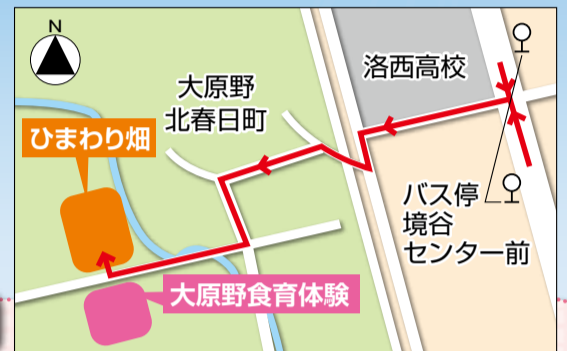 N
洛西高校
大原野
北春日町
ひまわり畑
バス停
境谷
センター前
大原野食育体験